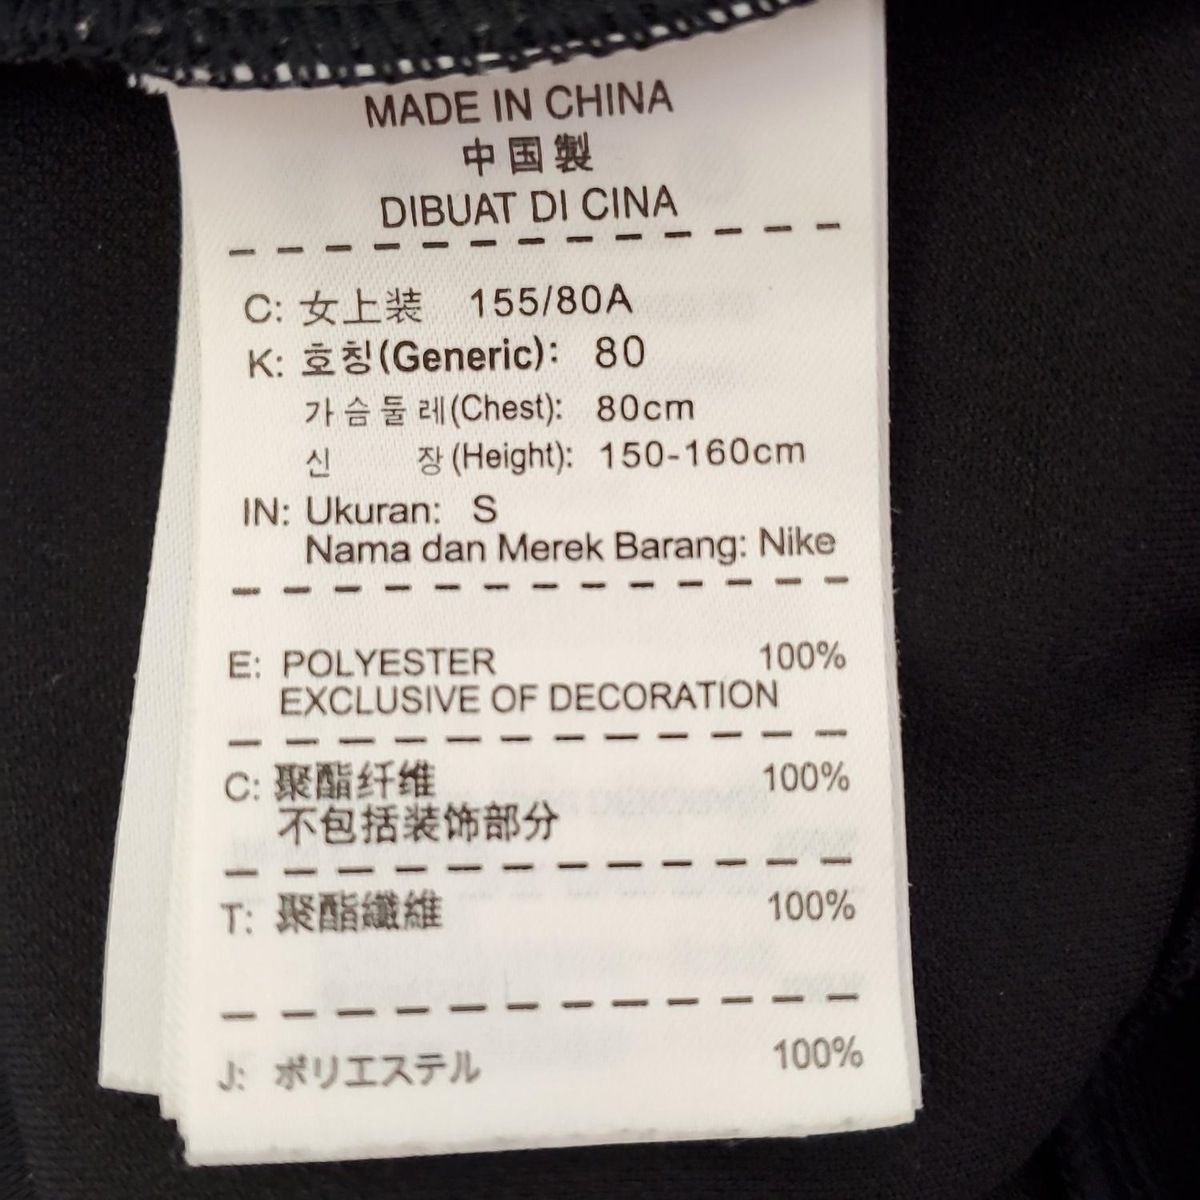 MADE IN CHINA
中国製
DIBUAT DI CINA
C: 女上装 155/80A
K: 호칭(Generic): 80
가슴둘레(Chest): 80cm
신 장(Height): 150-160cm
IN: Ukuran: S
Nama dan Merek Barang: Nike
E: POLYESTER 100%
EXCLUSIVE OF DECORATION
C: 聚酯纤维 100%
不包括装饰部分
T: 聚酯纖維 100%
J: ポリエステル 100%